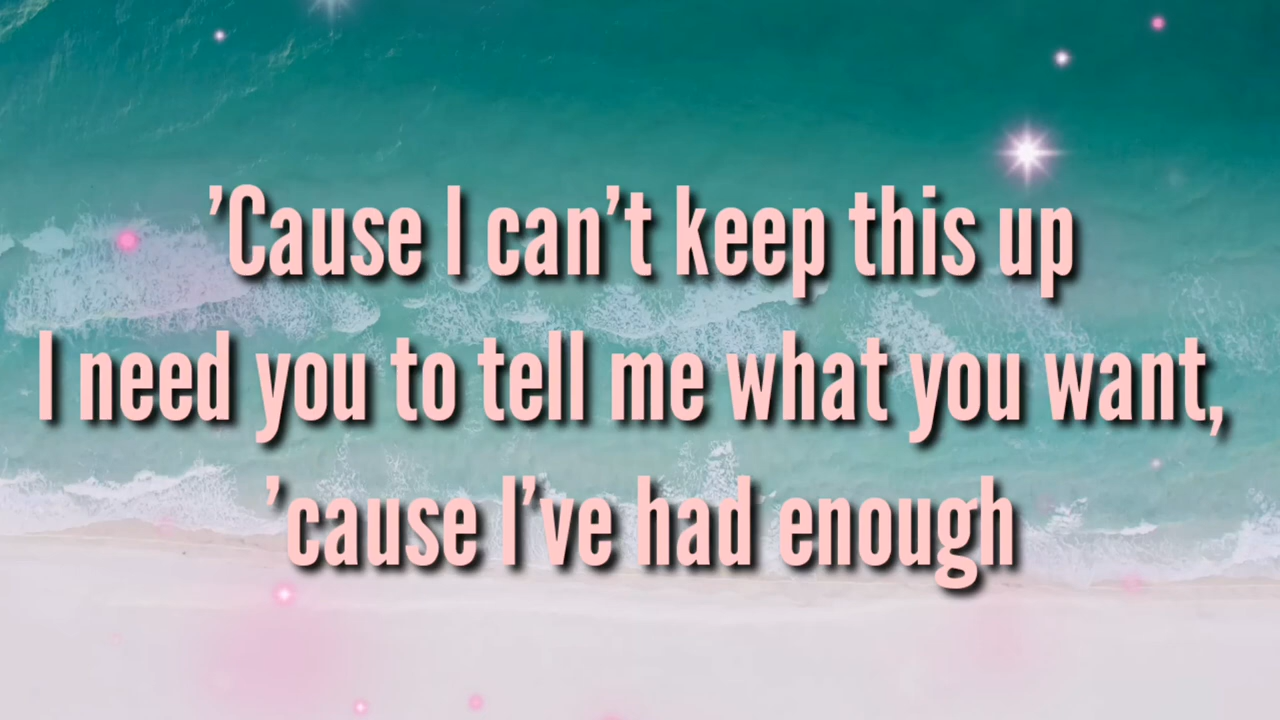 ’Cause I can’t keep this up
I need you to tell me what you want,
’cause I’ve had enough